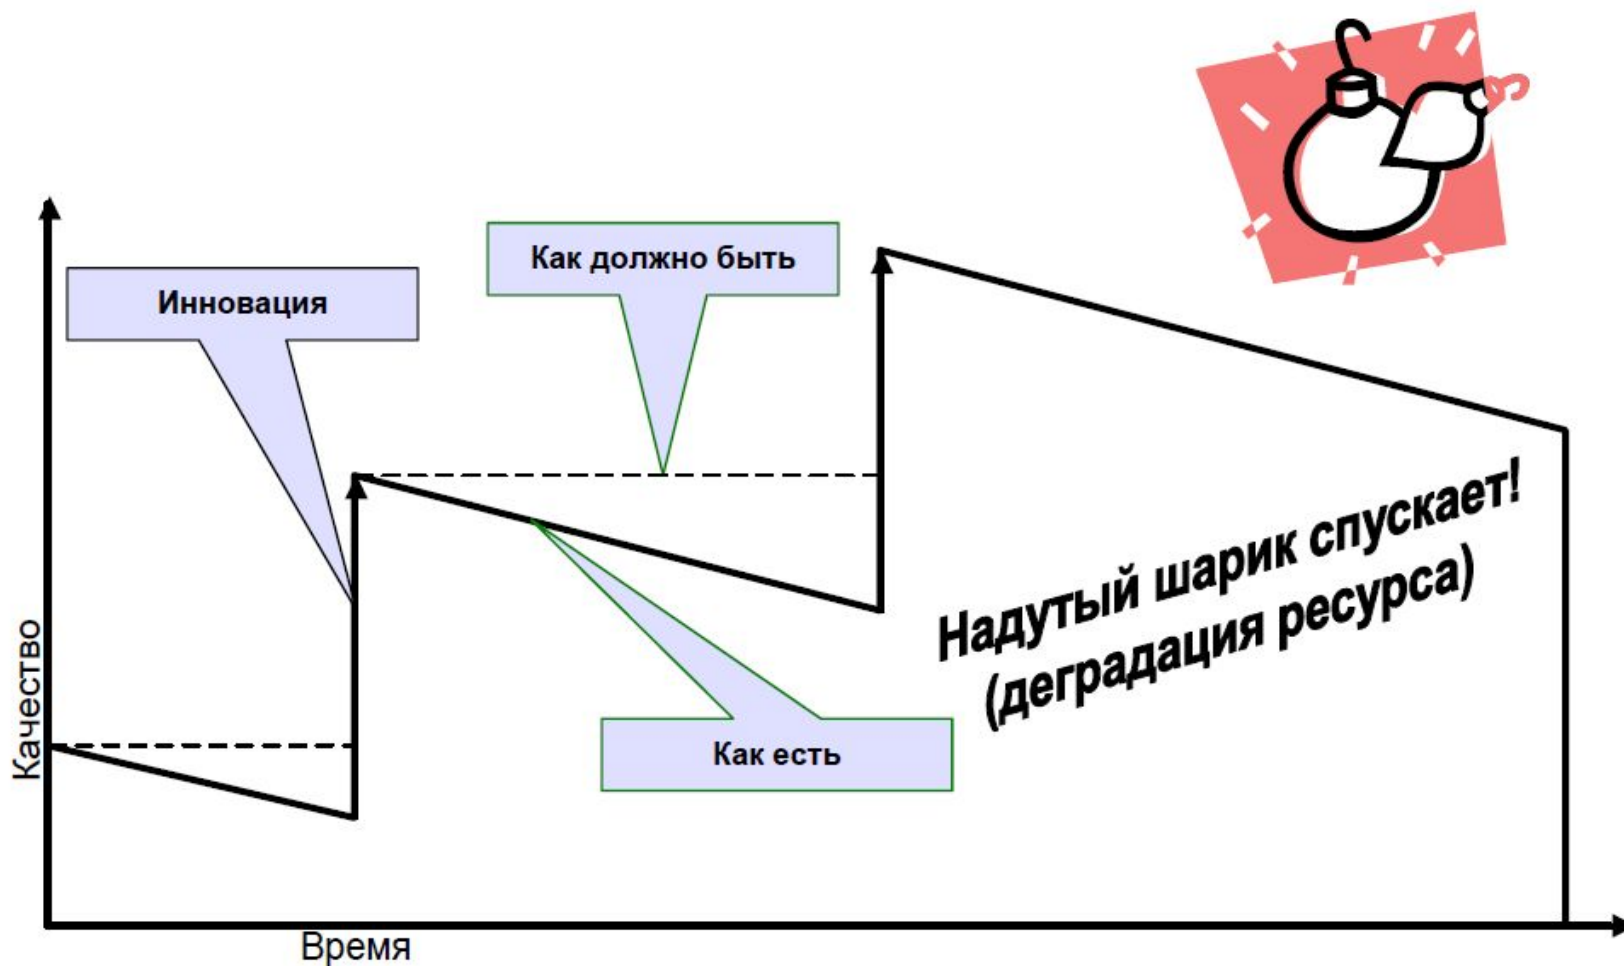 Как должно быть
Инновация
Надутый шарик спускает!
(деградация ресурса)
Качество
Как есть
Время